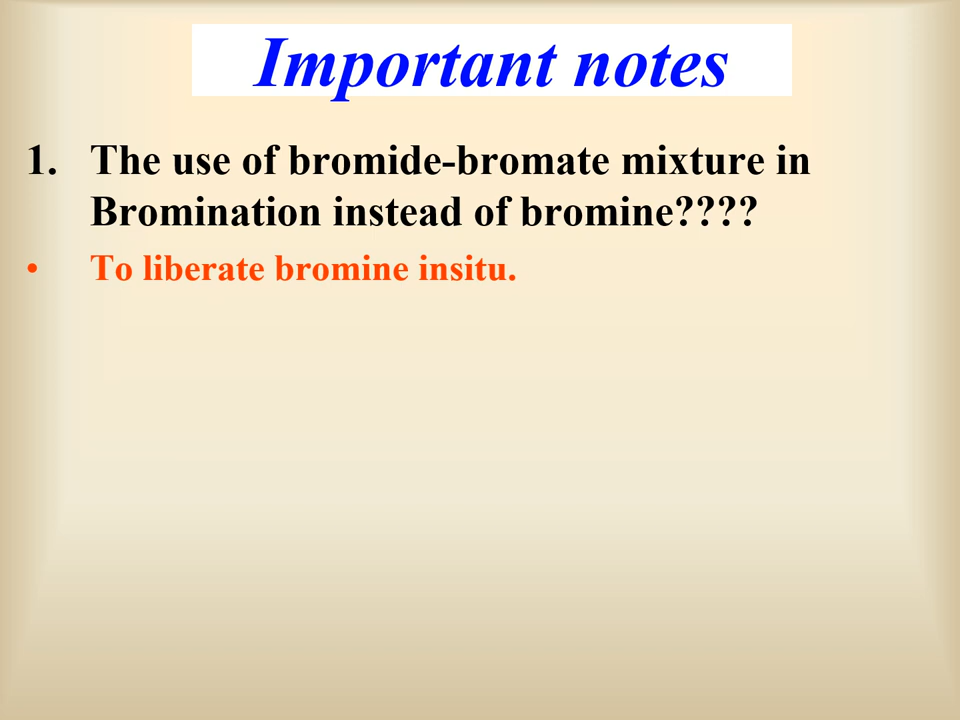 Important notes
1. The use of bromide-bromate mixture in
Bromination instead of bromine????
• To liberate bromine insitu.